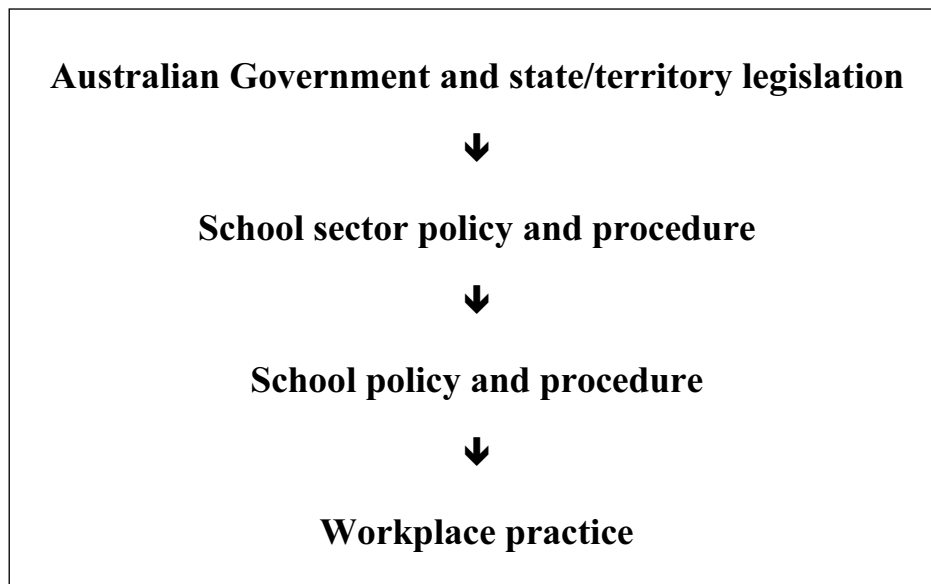 Australian Government and state/territory legislation
School sector policy and procedure
School policy and procedure
Workplace practice